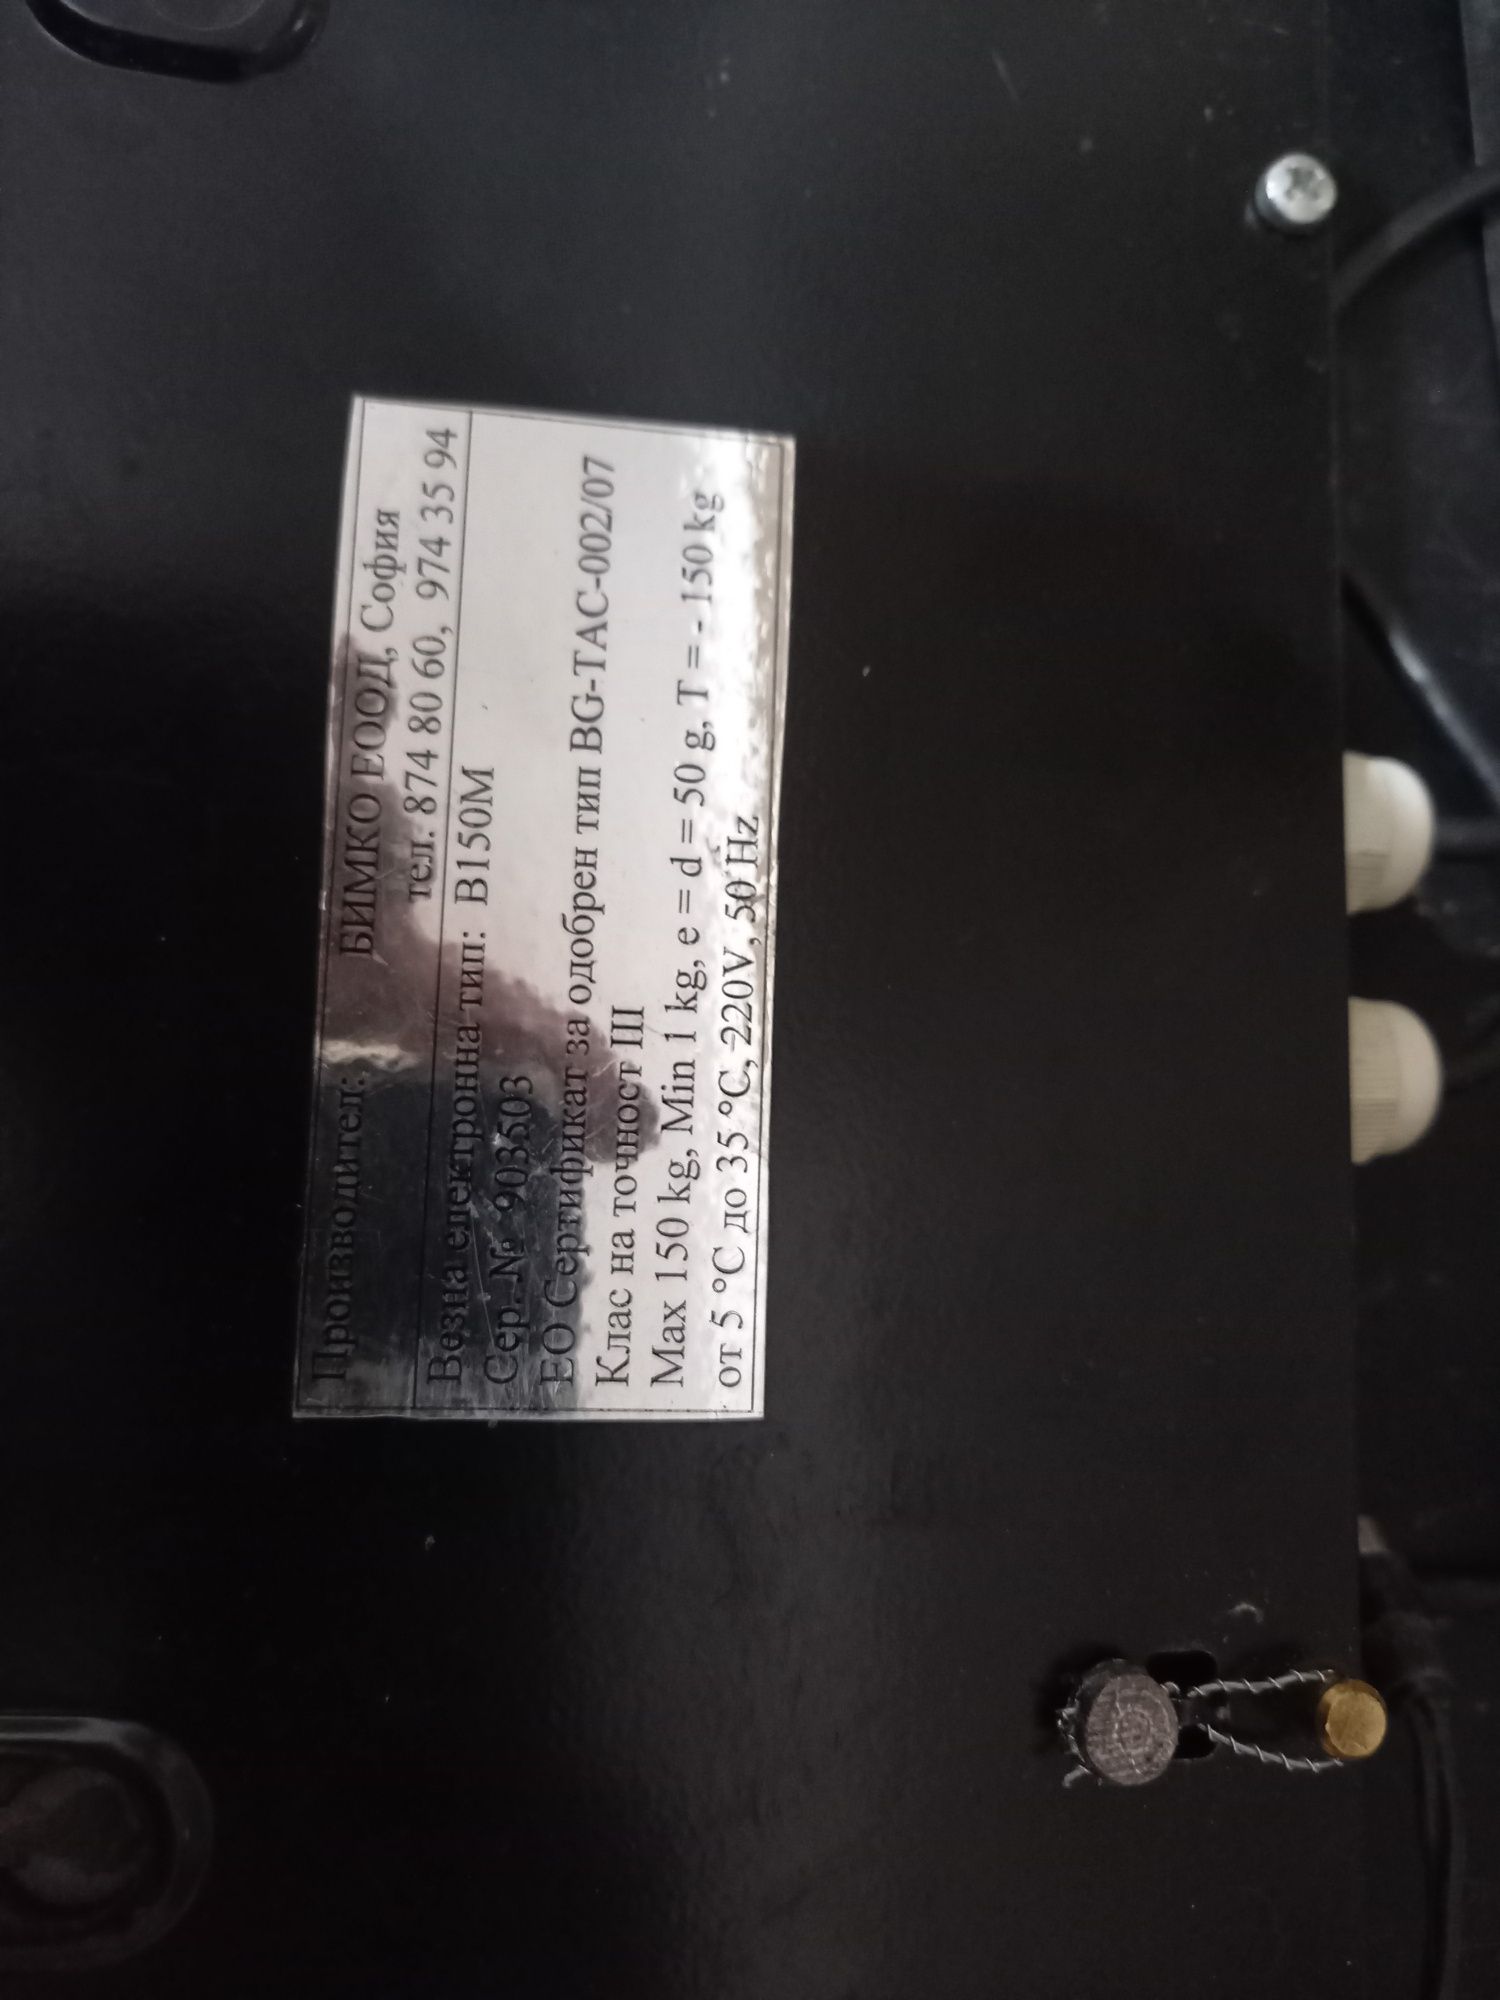 Производител: БИМКО ЕООД, София
тел. 874 80 60, 974 35 94
Везна електронна тип: В150М
Сер. № 903503
ЕО Сертификат за одобрен тип BG-TAC-002/07
Клас на точност III
Max 150 kg, Min 1 kg, e = d = 50 g, T = - 150 kg
от 5 °C до 35 °C, 220V, 50 Hz